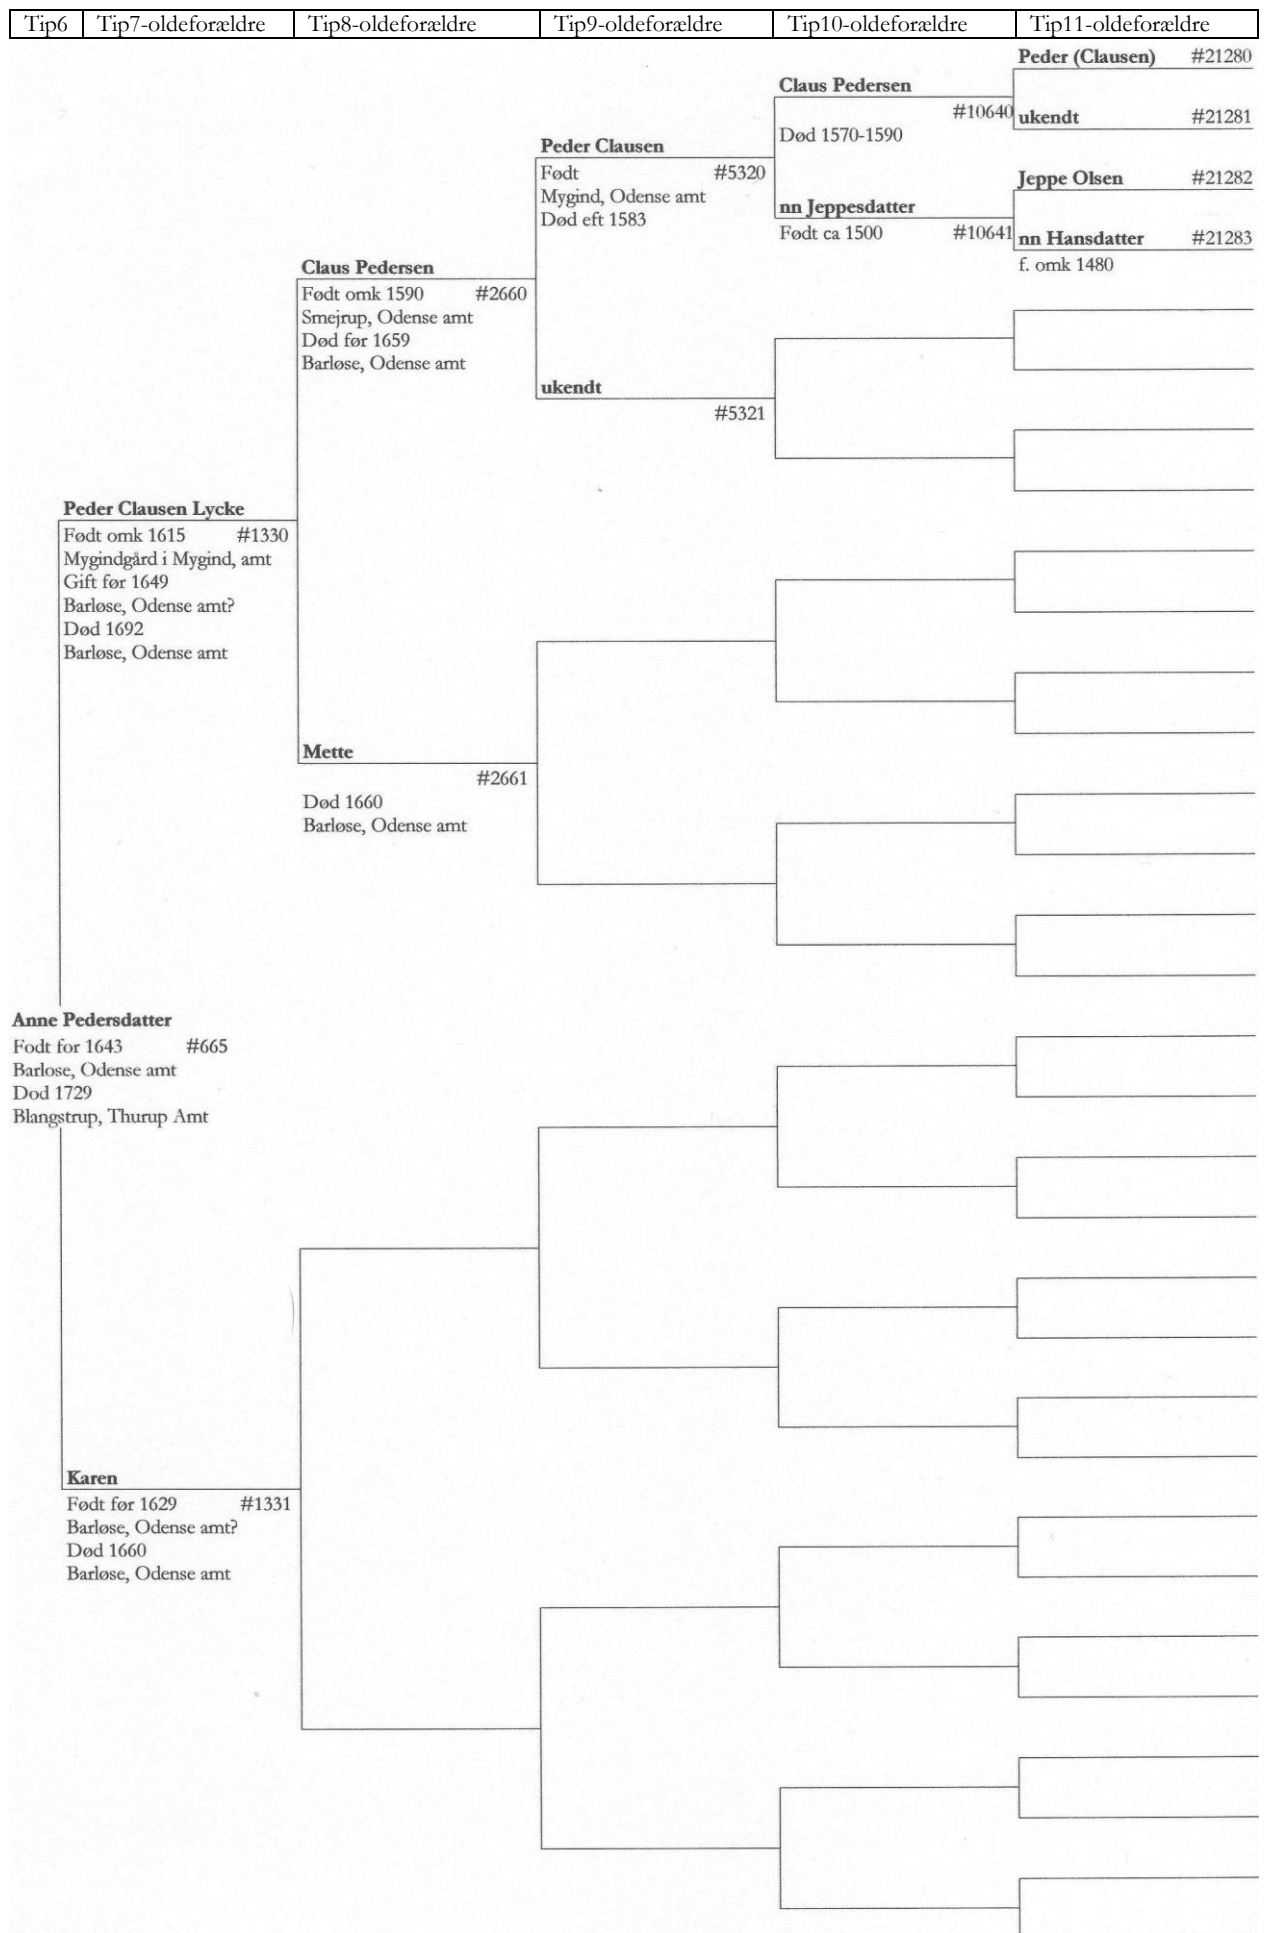 Tip6 Tip7-oldeforældre Tip8-oldeforældre Tip9-oldeforældre Tip10-oldeforældre Tip11-oldeforældre
Peder (Clausen) #21280
Claus Pedersen
#10640
ukendt #21281
Død 1570-1590
Peder Clausen
Født #5320
Mygind, Odense amt
Død eft 1583
Jeppe Olsen #21282
nn Jeppesdatter
Født ca 1500 #10641
nn Hansdatter #21283
f. omk 1480
Claus Pedersen
Født omk 1590 #2660
Smejrup, Odense amt
Død før 1659
Barløse, Odense amt
ukendt
#5321
Peder Clausen Lycke
Født omk 1615 #1330
Mygindgård i Mygind, amt
Gift før 1649
Barløse, Odense amt?
Død 1692
Barløse, Odense amt
Mette
#2661
Død 1660
Barløse, Odense amt
Anne Pedersdatter
Fodt for 1643 #665
Barlose, Odense amt
Dod 1729
Blangstrup, Thurup Amt
Karen
Født før 1629 #1331
Barløse, Odense amt?
Død 1660
Barløse, Odense amt